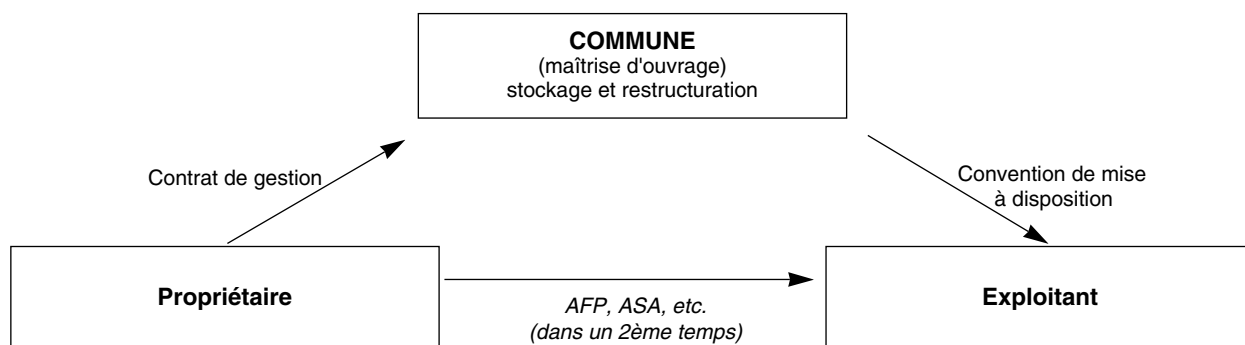 COMMUNE
(maîtrise d'ouvrage)
stockage et restructuration
Contrat de gestion
Convention de mise
à disposition
Propriétaire
AFP, ASA, etc.
(dans un 2ème temps)
Exploitant